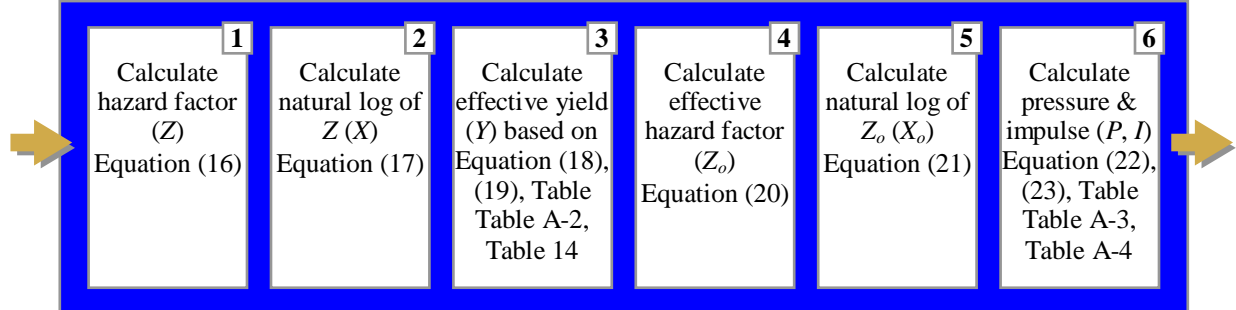 1
Calculate
hazard factor
(Z)
Equation (16)
2
Calculate
natural log of
Z (X)
Equation (17)
3
Calculate
effective yield
(Y) based on
Equation (18),
(19), Table
Table A-2,
Table 14
4
Calculate
effective
hazard factor
(Zo)
Equation (20)
5
Calculate
natural log of
Zo (Xo)
Equation (21)
6
Calculate
pressure &
impulse (P, I)
Equation (22),
(23), Table
Table A-3,
Table A-4